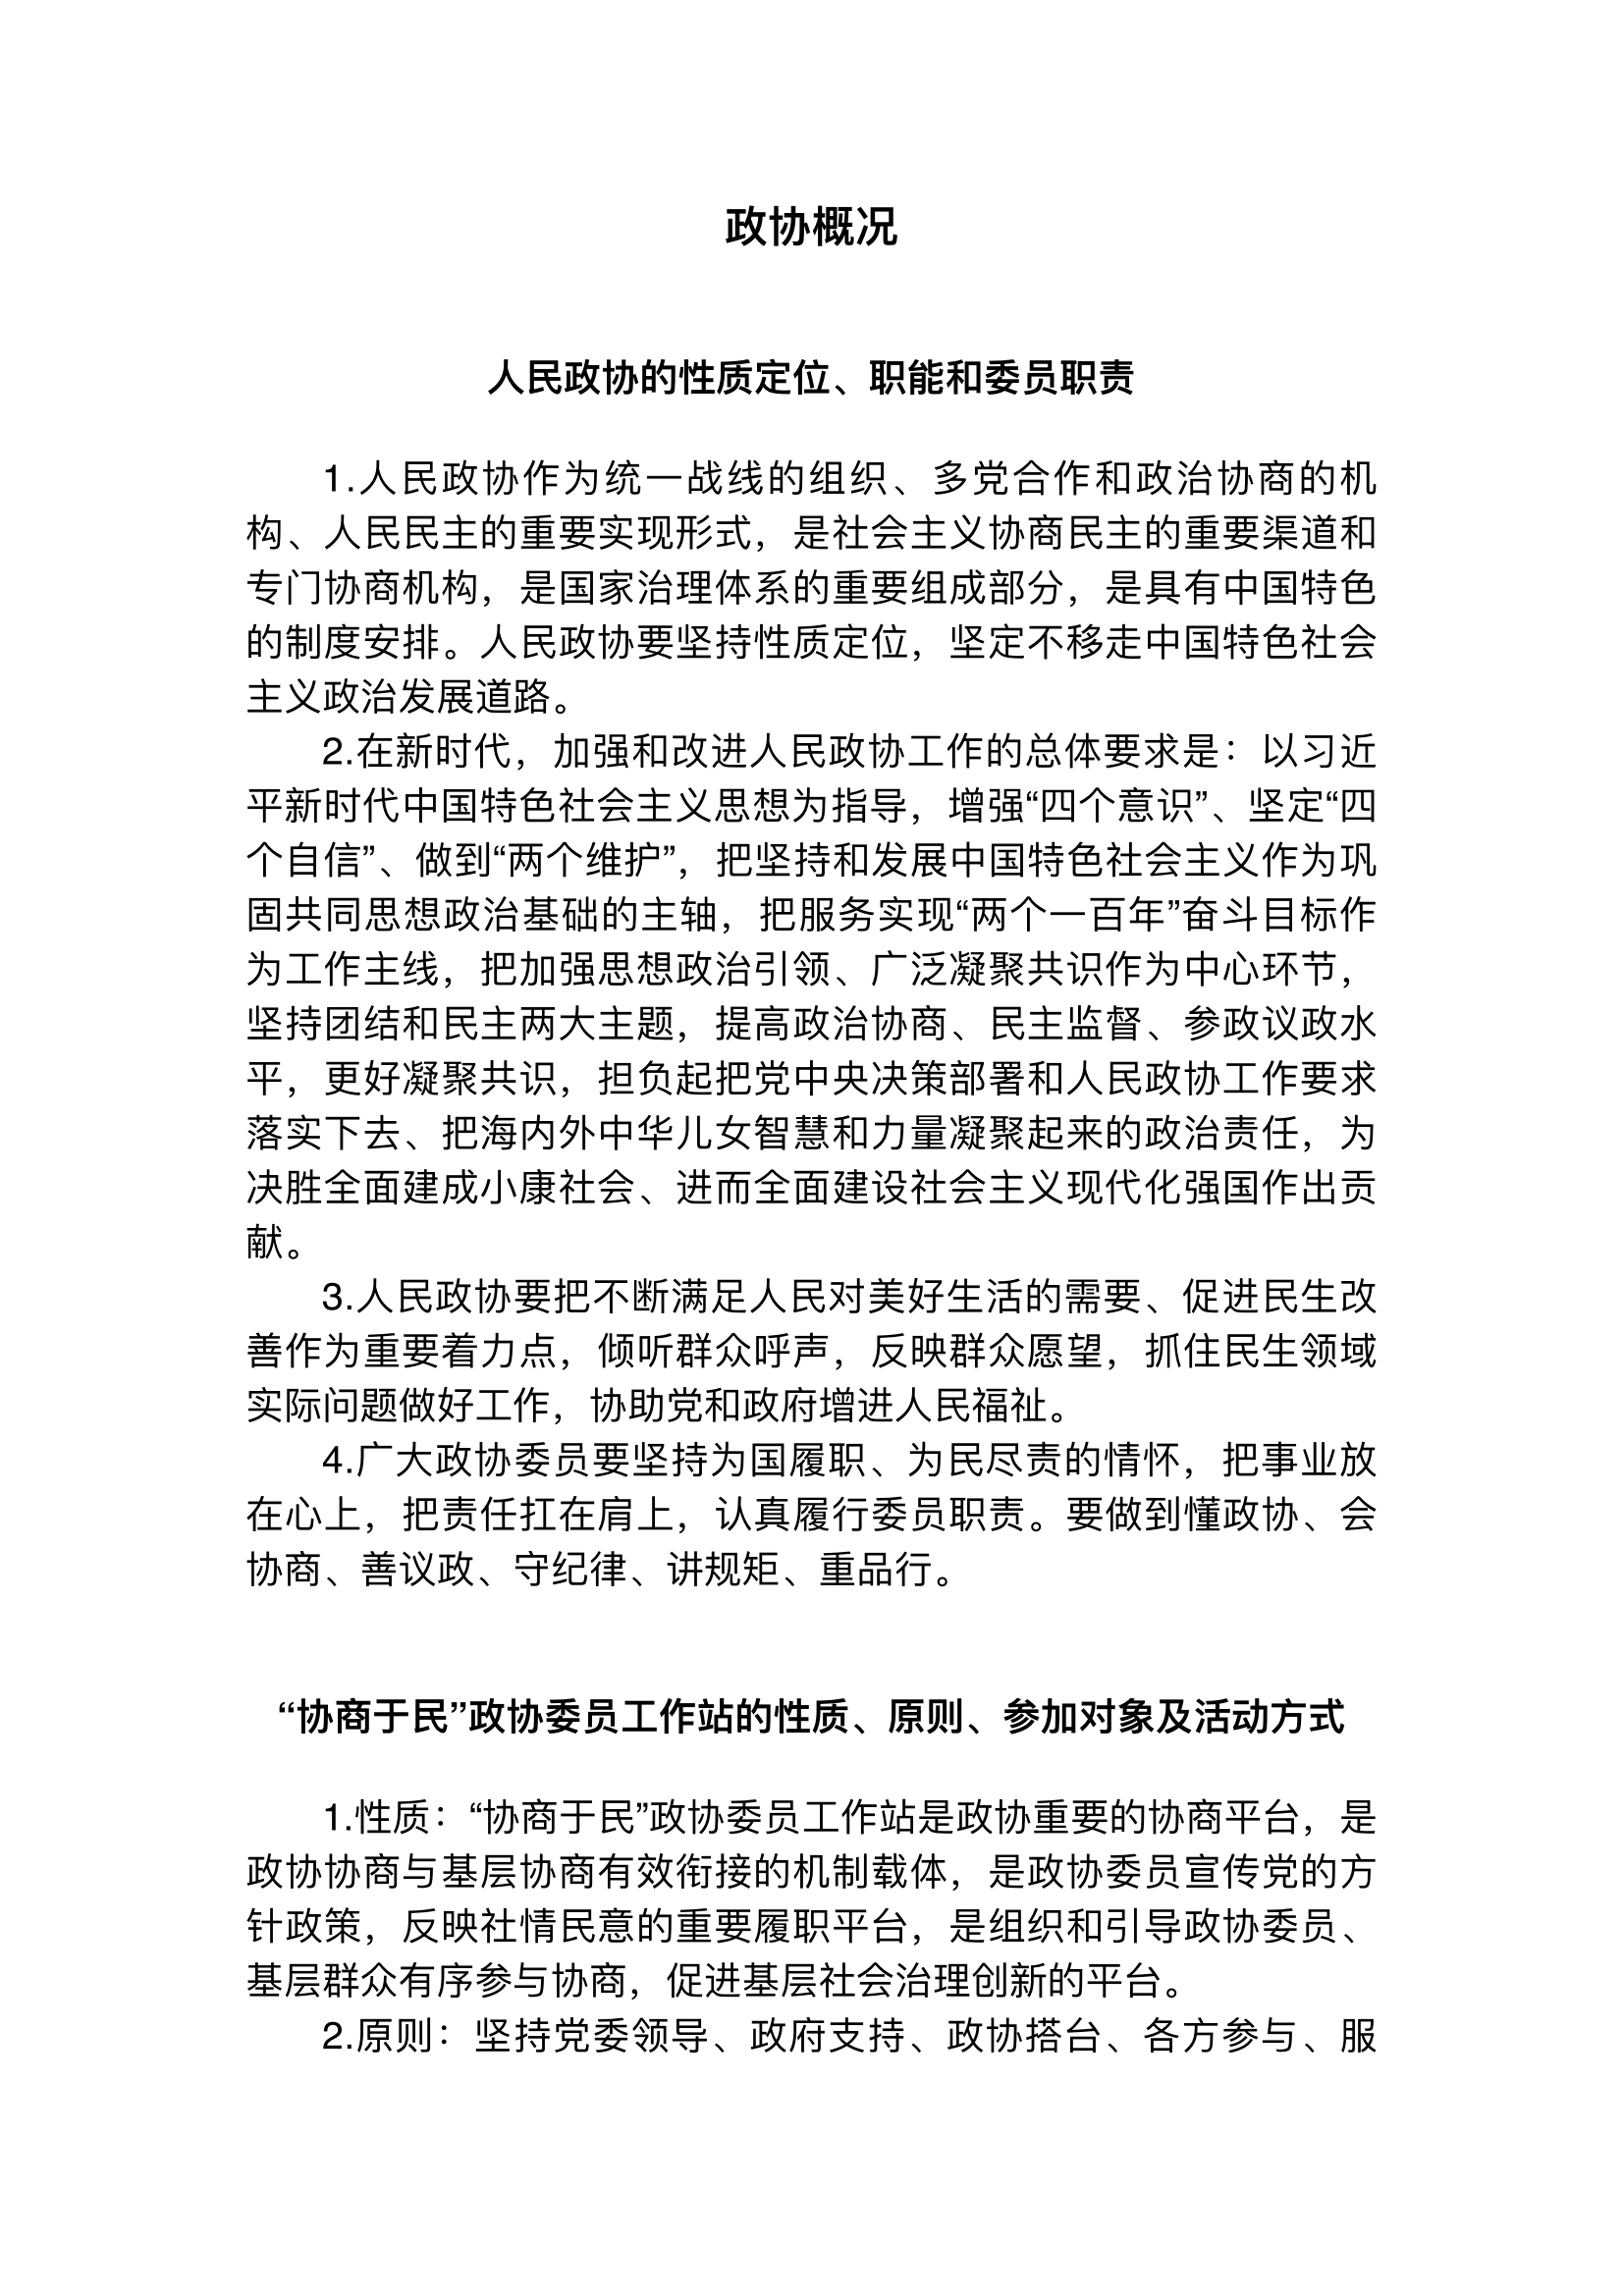 政协概况
人民政协的性质定位、职能和委员职责
1.人民政协作为统一战线的组织、多党合作和政治协商的机
构、人民民主的重要实现形式，是社会主义协商民主的重要渠道和
专门协商机构，是国家治理体系的重要组成部分，是具有中国特色
的制度安排。人民政协要坚持性质定位，坚定不移走中国特色社会
主义政治发展道路。
2.在新时代，加强和改进人民政协工作的总体要求是：以习近
平新时代中国特色社会主义思想为指导，增强“四个意识”、坚定“四
个自信”、做到“两个维护”，把坚持和发展中国特色社会主义作为巩
固共同思想政治基础的主轴，把服务实现“两个一百年”奋斗目标作
为工作主线，把加强思想政治引领、广泛凝聚共识作为中心环节，
坚持团结和民主两大主题，提高政治协商、民主监督、参政议政水
平，更好凝聚共识，担负起把党中央决策部署和人民政协工作要求
落实下去、把海内外中华儿女智慧和力量凝聚起来的政治责任，为
决胜全面建成小康社会、进而全面建设社会主义现代化强国作出贡
献。
3.人民政协要把不断满足人民对美好生活的需要、促进民生改
善作为重要着力点，倾听群众呼声，反映群众愿望，抓住民生领域
实际问题做好工作，协助党和政府增进人民福祉。
4.广大政协委员要坚持为国履职、为民尽责的情怀，把事业放
在心上，把责任扛在肩上，认真履行委员职责。要做到懂政协、会
协商、善议政、守纪律、讲规矩、重品行。
“协商于民”政协委员工作站的性质、原则、参加对象及活动方式
1.性质：“协商于民”政协委员工作站是政协重要的协商平台，是
政协协商与基层协商有效衔接的机制载体，是政协委员宣传党的方
针政策，反映社情民意的重要履职平台，是组织和引导政协委员、
基层群众有序参与协商，促进基层社会治理创新的平台。
2.原则：坚持党委领导、政府支持、政协搭台、各方参与、服